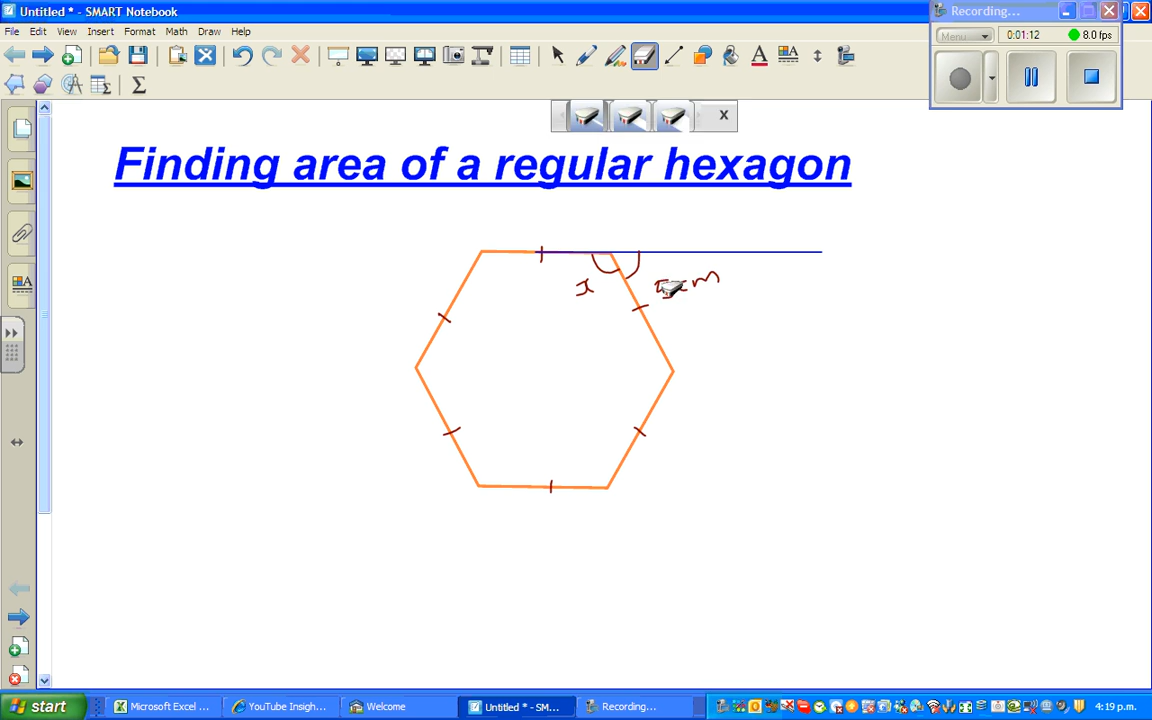 Untitled * - SMART Notebook
Recording...
File Edit View Insert Format Math Draw Help
Menu
0:01:12
8.0 fps
X
Finding area of a regular hexagon
x
m
start
Microsoft Excel ...
YouTube Insigh...
Welcome
Untitled * - SM...
Recording...
4:19 p.m.